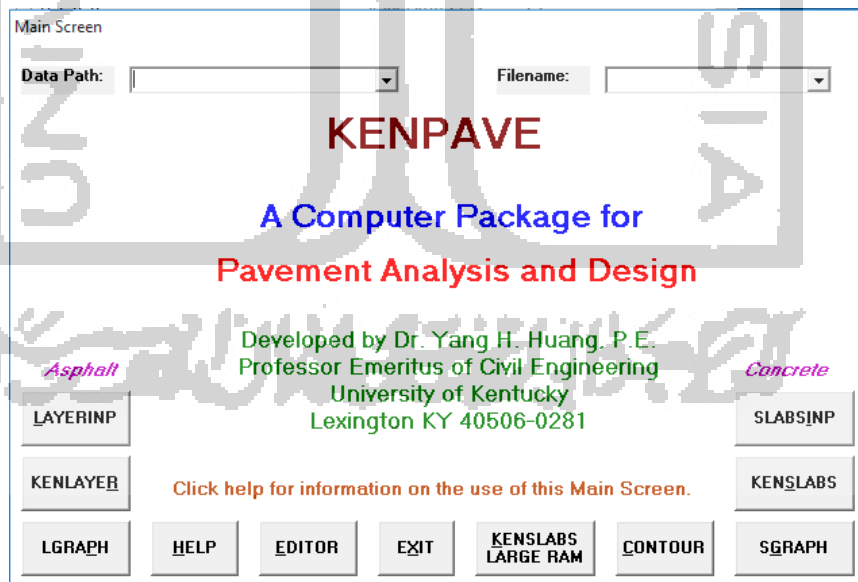 Main Screen
Data Path: Filename:
KENPAVE
A Computer Package for
Pavement Analysis and Design
Developed by Dr. Yang H. Huang, P.E.
Asphalt Professor Emeritus of Civil Engineering Concrete
University of Kentucky
LAYERINP Lexington KY 40506-0281 SLABSINP
KENLAYER Click help for information on the use of this Main Screen. KENSLABS
LGRAPH HELP EDITOR EXIT KENSLABS LARGE RAM CONTOUR SGRAPH